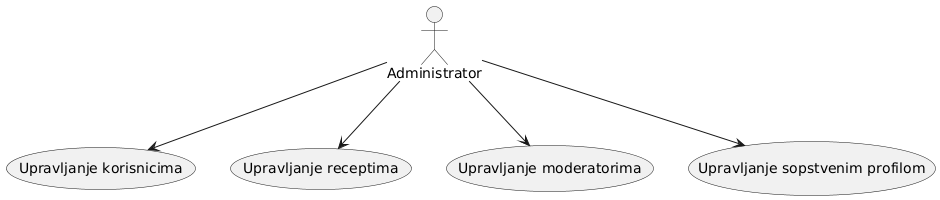 Administrator
Upravljanje korisnicima
Upravljanje receptima
Upravljanje moderatorima
Upravljanje sopstvenim profilom